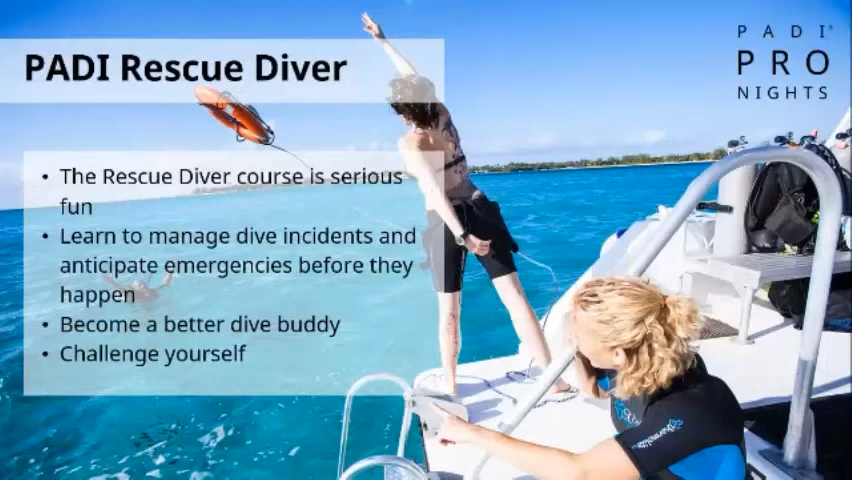 PADI Rescue Diver
PADI®
PRO
NIGHTS
• The Rescue Diver course is serious
fun
• Learn to manage dive incidents and
anticipate emergencies before they
happen
• Become a better dive buddy
• Challenge yourself